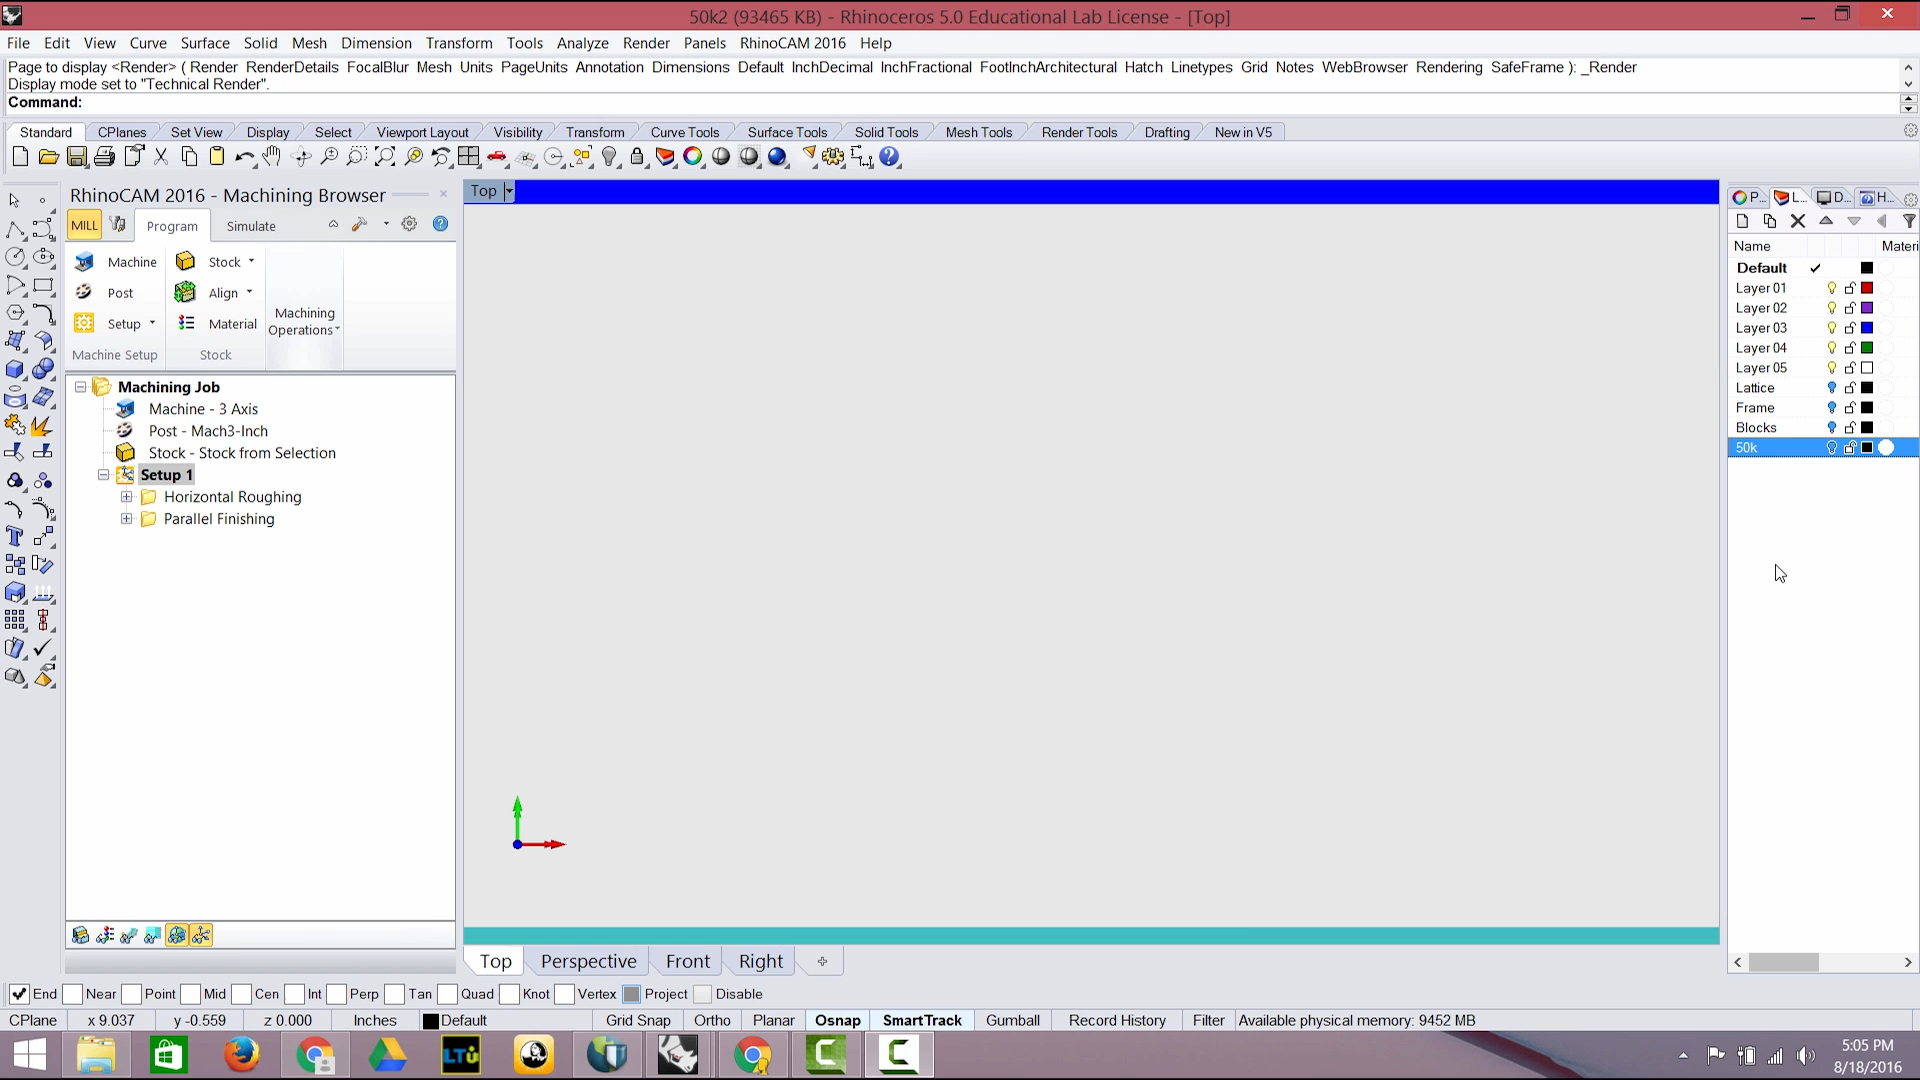 50k2 (93465 KB) - Rhinoceros 5.0 Educational Lab License - [Top]
File Edit View Curve Surface Solid Mesh Dimension Transform Tools Analyze Render Panels RhinoCAM 2016 Help
Page to display <Render> ( Render RenderDetails FocalBlur Mesh Units PageUnits Annotation Dimensions Default InchDecimal InchFractional FootInchArchitectural Hatch Linetypes Grid Notes WebBrowser Rendering SafeFrame ): _Render
Display mode set to "Technical Render".
Command:
Standard CPlanes Set View Display Select Viewport Layout Visibility Transform Curve Tools Surface Tools Solid Tools Mesh Tools Render Tools Drafting New in V5
RhinoCAM 2016 - Machining Browser
MILL Program Simulate
Machine Stock
Post Align
Setup Material
Machining Operations
Machine Setup Stock
Machining Job
Machine - 3 Axis
Post - Mach3-Inch
Stock - Stock from Selection
Setup 1
Horizontal Roughing
Parallel Finishing
Top
P... L... D... H...
Name Materi
Default
Layer 01
Layer 02
Layer 03
Layer 04
Layer 05
Lattice
Frame
Blocks
50k
Top Perspective Front Right
End Near Point Mid Cen Int Perp Tan Quad Knot Vertex Project Disable
CPlane x 9.037 y -0.559 z 0.000 Inches Default Grid Snap Ortho Planar Osnap SmartTrack Gumball Record History Filter Available physical memory: 9452 MB
LTU
5:05 PM
8/18/2016